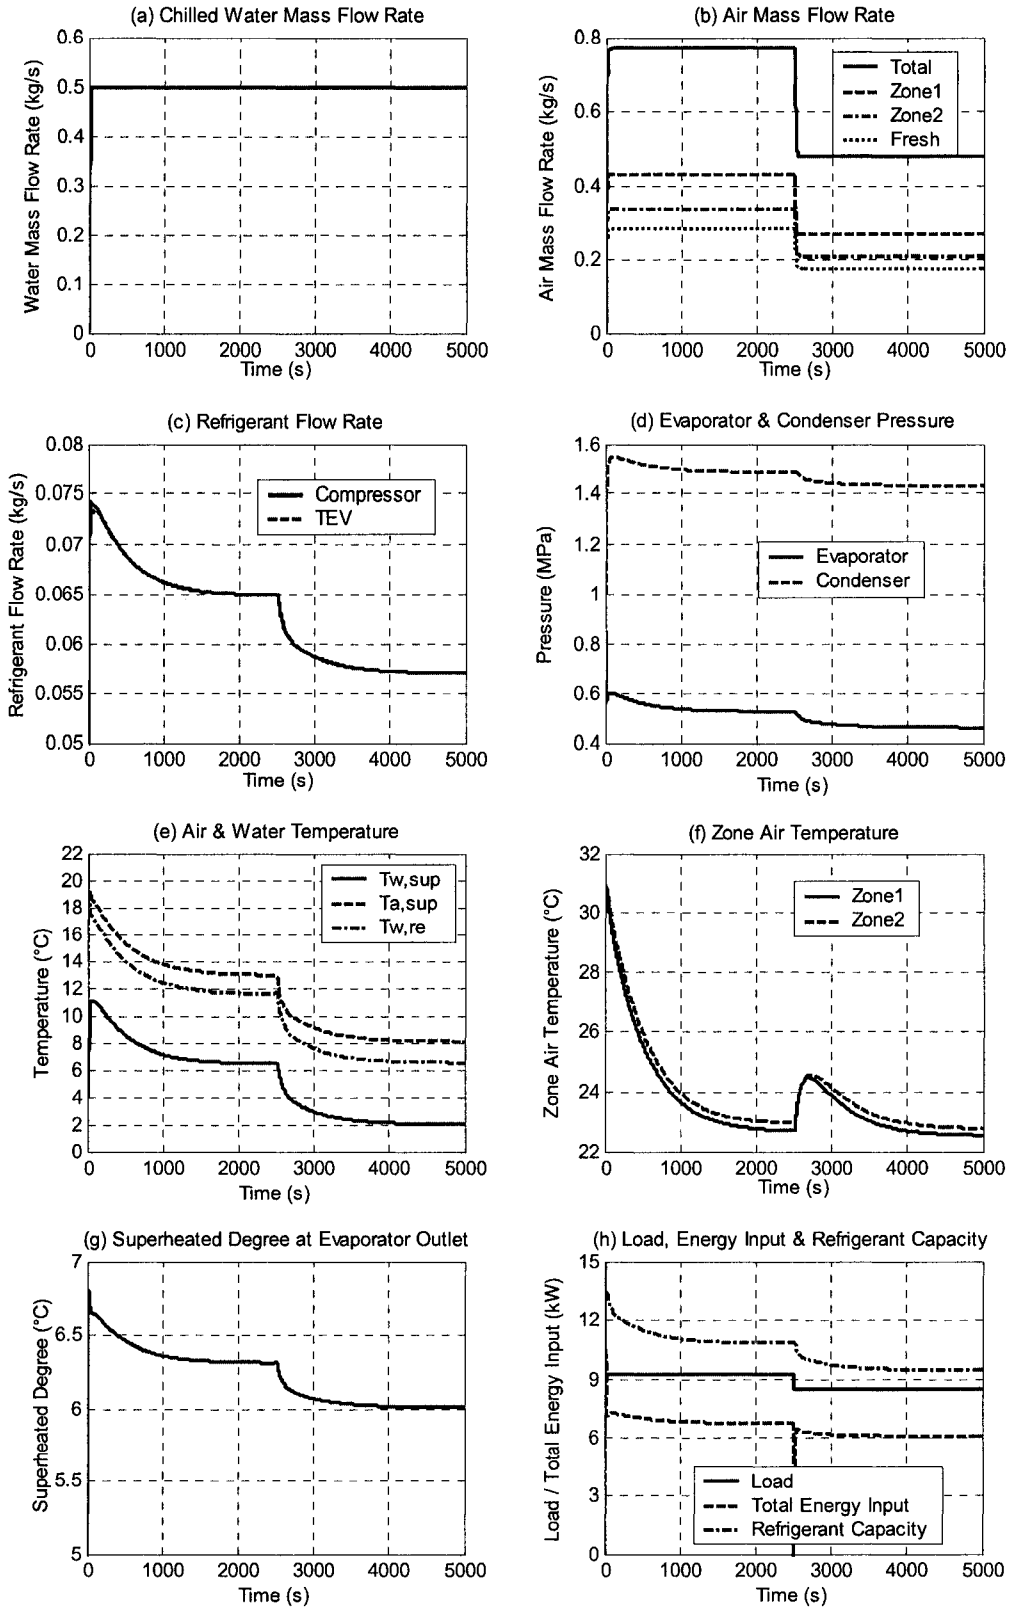 (a) Chilled Water Mass Flow Rate
Water Mass Flow Rate (kg/s)
0.6
0.5
0.4
0.3
0.2
0.1
0
0 1000 2000 3000 4000 5000
Time (s)
(b) Air Mass Flow Rate
Air Mass Flow Rate (kg/s)
0.8
0.6
0.4
0.2
0
Total
Zone1
Zone2
Fresh
0 1000 2000 3000 4000 5000
Time (s)
(c) Refrigerant Flow Rate
Refrigerant Flow Rate (kg/s)
0.08
0.075
0.07
0.065
0.06
0.055
0.05
Compressor
TEV
0 1000 2000 3000 4000 5000
Time (s)
(d) Evaporator & Condenser Pressure
Pressure (MPa)
1.6
1.4
1.2
1
0.8
0.6
0.4
Evaporator
Condenser
0 1000 2000 3000 4000 5000
Time (s)
(e) Air & Water Temperature
Temperature (°C)
22
20
18
16
14
12
10
8
6
4
2
0
Tw,sup
Ta,sup
Tw,re
0 1000 2000 3000 4000 5000
Time (s)
(f) Zone Air Temperature
Zone Air Temperature (°C)
32
30
28
26
24
22
Zone1
Zone2
0 1000 2000 3000 4000 5000
Time (s)
(g) Superheated Degree at Evaporator Outlet
Superheated Degree (°C)
7
6.5
6
5.5
5
0 1000 2000 3000 4000 5000
Time (s)
(h) Load, Energy Input & Refrigerant Capacity
Load / Total Energy Input (kW)
15
12
9
6
3
0
Load
Total Energy Input
Refrigerant Capacity
0 1000 2000 3000 4000 5000
Time (s)